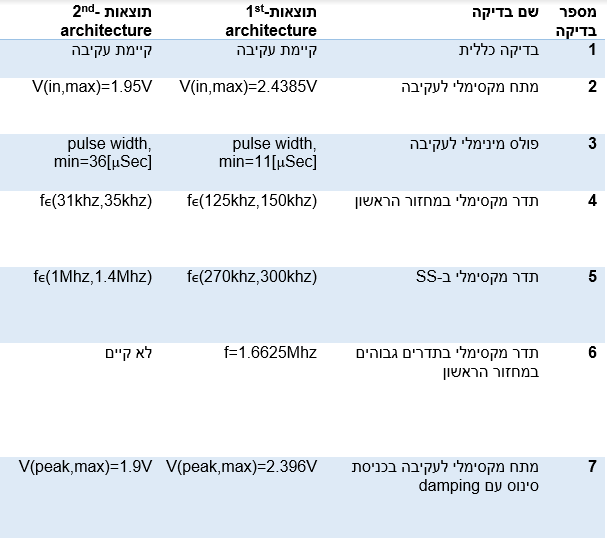 מספר בדיקה
שם בדיקה
תוצאות-1st architecture
תוצאות -2nd architecture
1
בדיקה כללית
קיימת עקיבה
קיימת עקיבה
2
מתח מקסימלי לעקיבה
V(in,max)=2.4385V
V(in,max)=1.95V
3
פולס מינימלי לעקיבה
pulse width,
min=11[μSec]
pulse width,
min=36[μSec]
4
תדר מקסימלי במחזור הראשון
fϵ(125khz,150khz)
fϵ(31khz,35khz)
5
תדר מקסימלי ב-SS
fϵ(270khz,300khz)
fϵ(1Mhz,1.4Mhz)
6
תדר מקסימלי בתדרים גבוהים
במחזור הראשון
f=1.6625Mhz
לא קיים
7
מתח מקסימלי לעקיבה בכניסת
סינוס עם damping
V(peak,max)=2.396V
V(peak,max)=1.9V